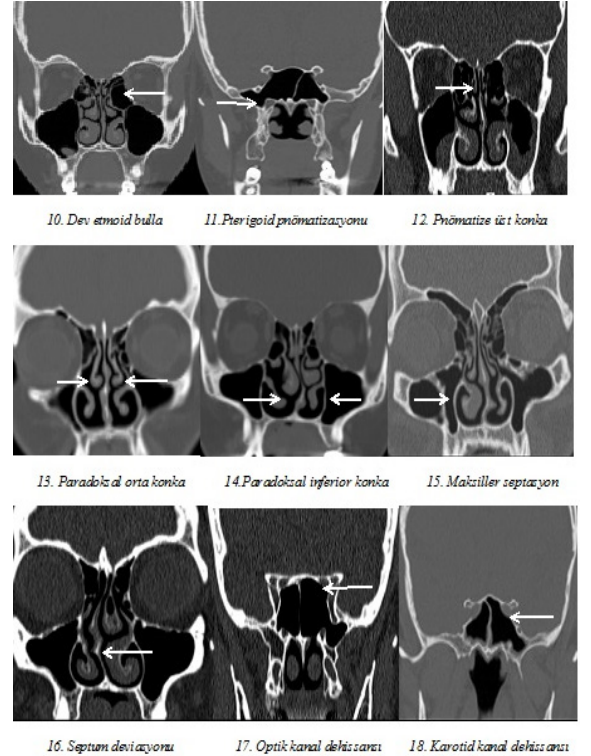 10. Dev etmoid bulla
11.Pterigoid pnömatizasyonu
12. Pnömatize üst konka
13. Paradoksal orta konka
14.Paradoksal inferior konka
15. Maksiller septasyon
16. Septum deviasyonu
17. Optik kanal dehissansı
18. Karotid kanal dehissansı